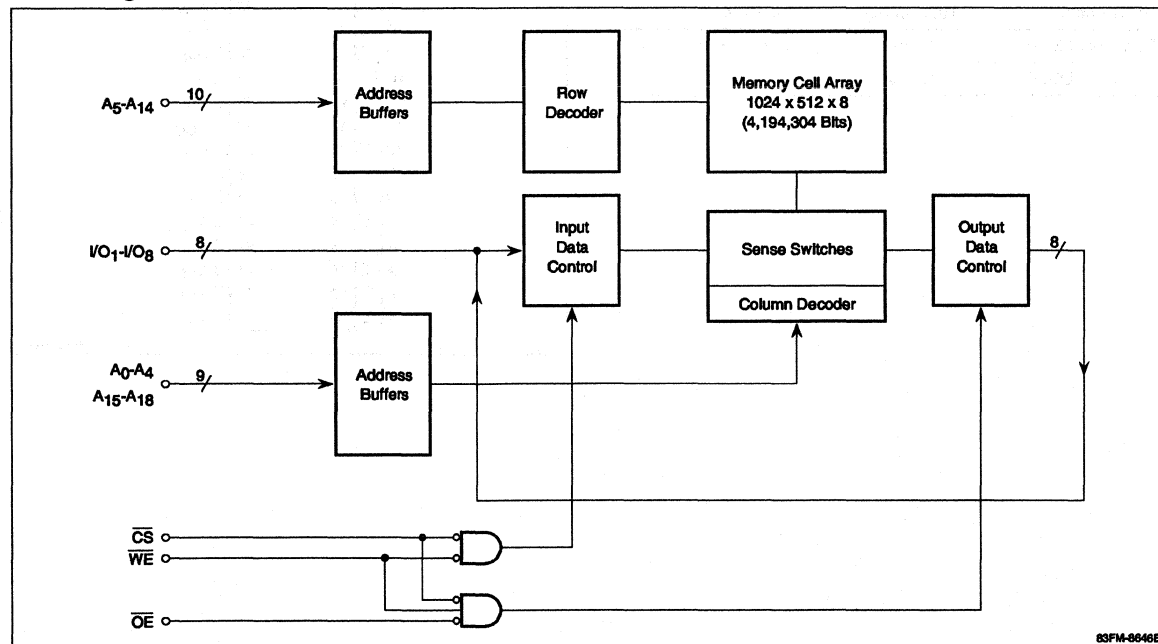 A5-A14
10
Address
Buffers
Row
Decoder
Memory Cell Array
1024 x 512 x 8
(4,194,304 Bits)
I/O1-I/O8
8
Input
Data
Control
Sense Switches
Column Decoder
Output
Data
Control
8
A0-A4
A15-A18
9
Address
Buffers
CS
WE
OE